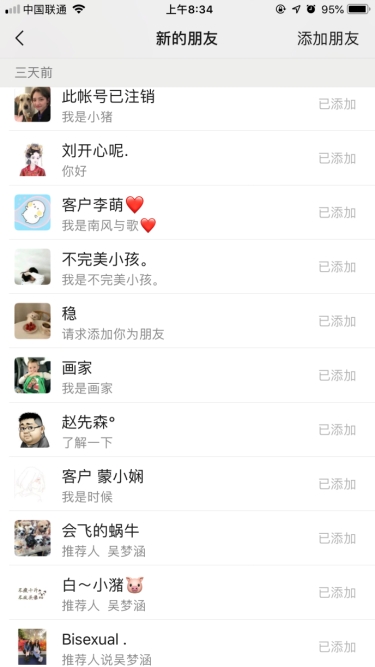 中国联通
上午8:34
95%
新的朋友
添加朋友
三天前
此帐号已注销
我是小猪
已添加
刘开心呢.
你好
已添加
客户李萌❤️
我是南风与歌❤️
已添加
不完美小孩。
我是不完美小孩。
已添加
稳
请求添加你为朋友
已添加
画家
我是画家
已添加
赵先森°
了解一下
已添加
客户 蒙小娴
我是时候
已添加
会飞的蜗牛
推荐人 吴梦涵
已添加
白～小潴🐷
推荐人 吴梦涵
已添加
Bisexual .
推荐人说吴梦涵
已添加